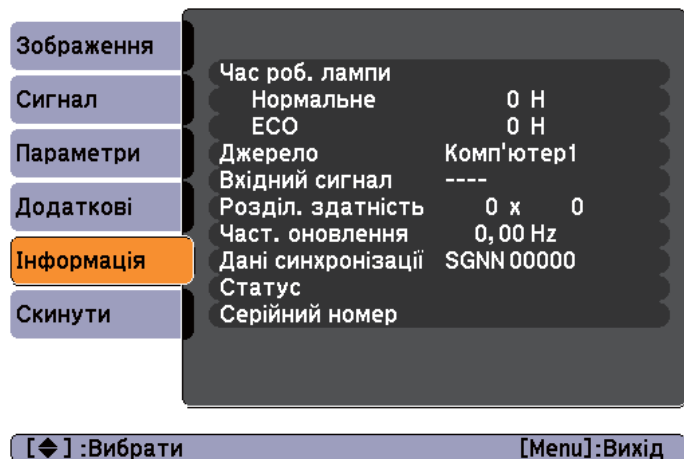 Зображення
Сигнал
Параметри
Додаткові
Інформація
Скинути
Час роб. лампи
Нормальне 0 H
ECO 0 H
Джерело Комп'ютер1
Вхідний сигнал ----
Розділ. здатність 0 x 0
Част. оновлення 0,00 Hz
Дані синхронізації SGNN 00000
Статус
Серійний номер
[◆] :Вибрати [Menu]:Вихід